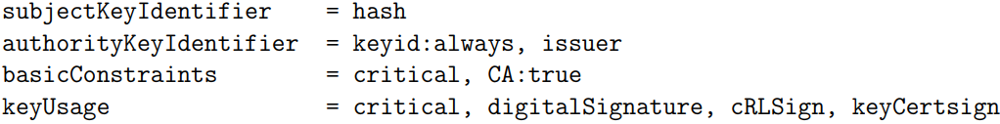 subjectKeyIdentifier = hash
authorityKeyIdentifier = keyid:always, issuer
basicConstraints = critical, CA:true
keyUsage = critical, digitalSignature, cRLSign, keyCertsign